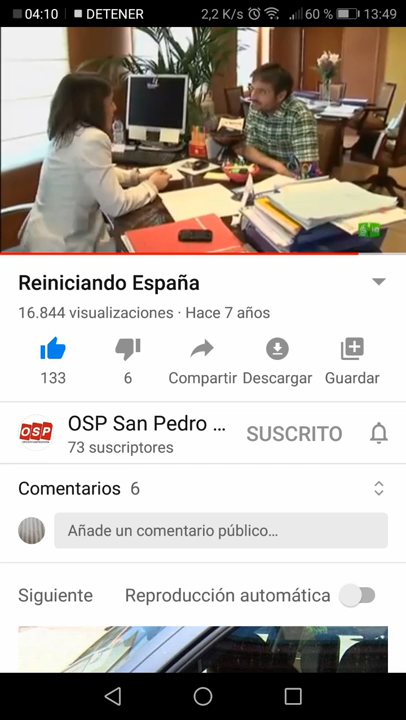 04:10 DETENER 2,2 K/s 60 % 13:49
Reiniciando España
16.844 visualizaciones · Hace 7 años
133 6 Compartir Descargar Guardar
OSP OSP San Pedro ... SUSCRITO
73 suscriptores
Comentarios 6
Añade un comentario público...
Siguiente Reproducción automática